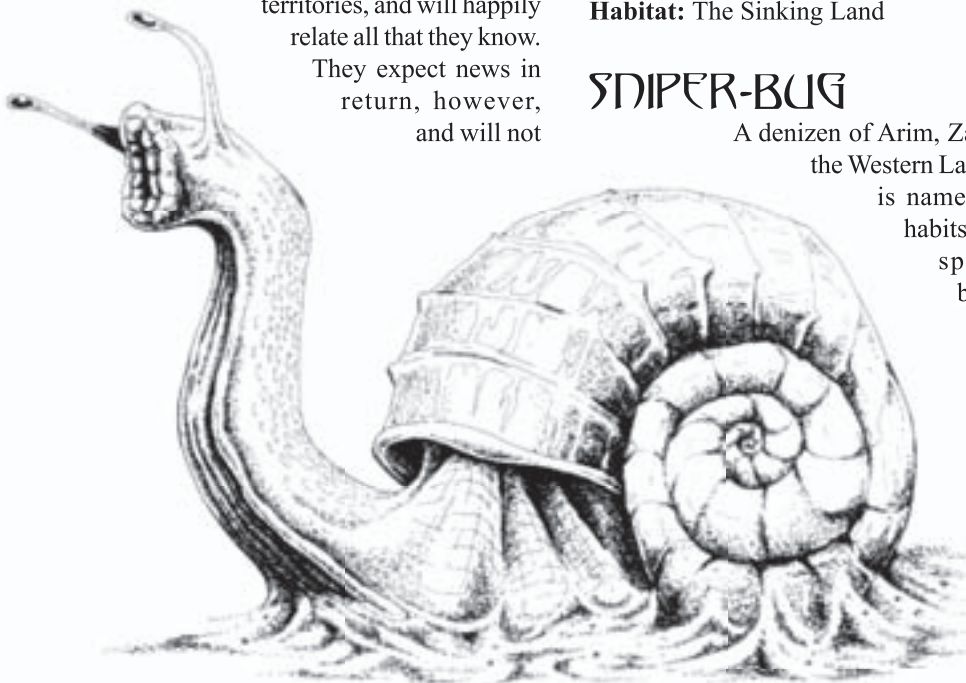 territories, and will happily
relate all that they know.
They expect news in
return, however,
and will not
Habitat: The Sinking Land
SNIPER-BUG
A denizen of Arim,
the Western
is
habits